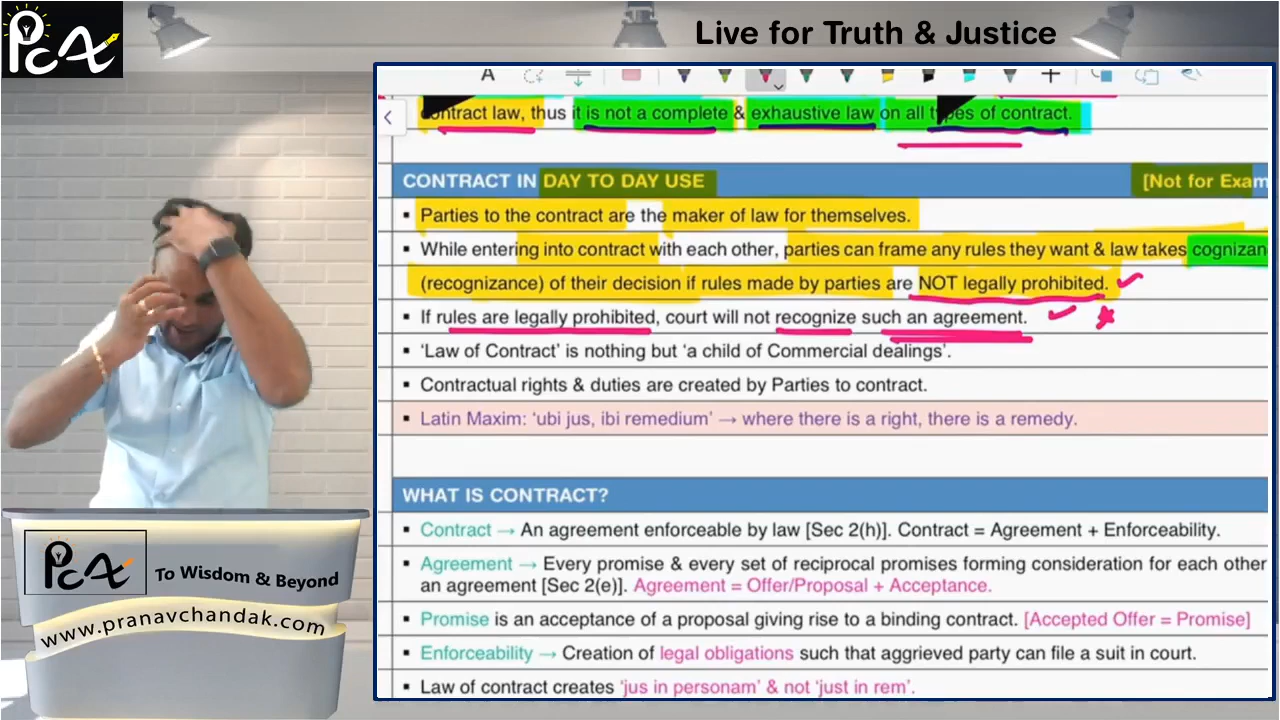 PCA
Live for Truth & Justice
A
contract law, thus it is not a complete & exhaustive law on all types of contract.
CONTRACT IN DAY TO DAY USE [Not for Exam
▪ Parties to the contract are the maker of law for themselves.
▪ While entering into contract with each other, parties can frame any rules they want & law takes cognizan
(recognizance) of their decision if rules made by parties are NOT legally prohibited.
▪ If rules are legally prohibited, court will not recognize such an agreement.
▪ ‘Law of Contract’ is nothing but ‘a child of Commercial dealings’.
▪ Contractual rights & duties are created by Parties to contract.
▪ Latin Maxim: ‘ubi jus, ibi remedium’ → where there is a right, there is a remedy.
WHAT IS CONTRACT?
▪ Contract → An agreement enforceable by law [Sec 2(h)]. Contract = Agreement + Enforceability.
▪ Agreement → Every promise & every set of reciprocal promises forming consideration for each other
an agreement [Sec 2(e)]. Agreement = Offer/Proposal + Acceptance.
▪ Promise is an acceptance of a proposal giving rise to a binding contract. [Accepted Offer = Promise]
▪ Enforceability → Creation of legal obligations such that aggrieved party can file a suit in court.
▪ Law of contract creates ‘jus in personam’ & not ‘just in rem’.
PCA To Wisdom & Beyond
www.pranavchandak.com